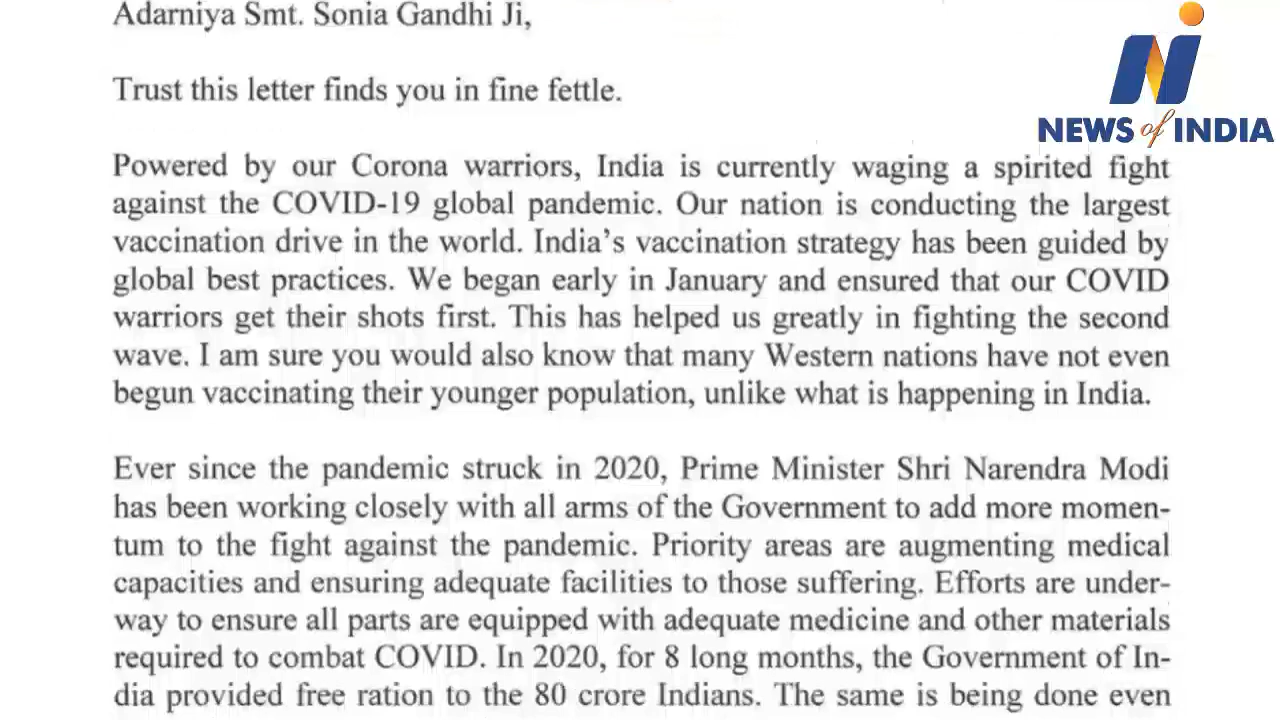 Adarniya Smt. Sonia Gandhi Ji,
Trust this letter finds you in fine fettle.
NEWS of INDIA
Powered by our Corona warriors, India is currently waging a spirited fight
against the COVID-19 global pandemic. Our nation is conducting the largest
vaccination drive in the world. India’s vaccination strategy has been guided by
global best practices. We began early in January and ensured that our COVID
warriors get their shots first. This has helped us greatly in fighting the second
wave. I am sure you would also know that many Western nations have not even
begun vaccinating their younger population, unlike what is happening in India.
Ever since the pandemic struck in 2020, Prime Minister Shri Narendra Modi
has been working closely with all arms of the Government to add more momen-
tum to the fight against the pandemic. Priority areas are augmenting medical
capacities and ensuring adequate facilities to those suffering. Efforts are under-
way to ensure all parts are equipped with adequate medicine and other materials
required to combat COVID. In 2020, for 8 long months, the Government of In-
dia provided free ration to the 80 crore Indians. The same is being done even